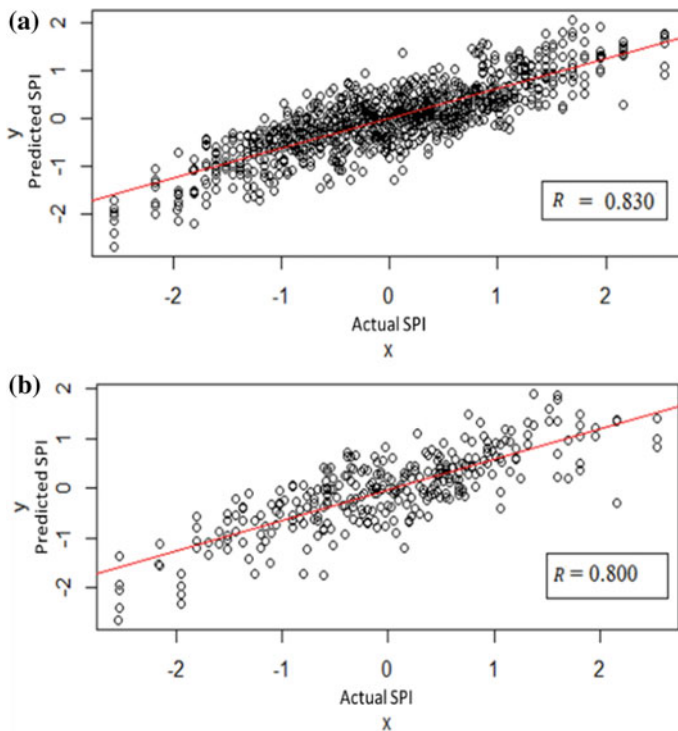 (a)
2
1
0
-1
-2
y
Predicted SPI
R = 0.830
-2 -1 0 1 2
Actual SPI
x
(b)
2
1
0
-1
-2
y
Predicted SPI
R = 0.800
-2 -1 0 1 2
Actual SPI
x